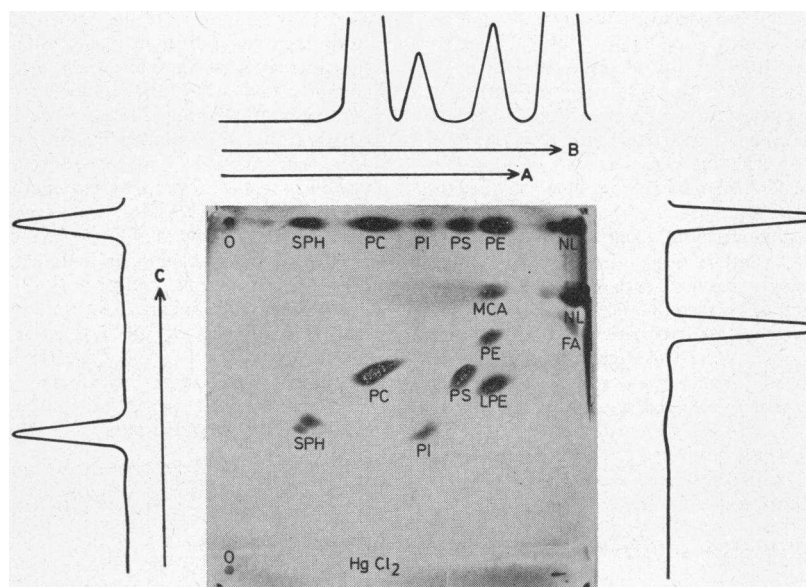 B
A
C
O SPH PC PI PS PE NL
MCA
NL
PE
FA
PC PS LPE
SPH PI
O
Hg Cl2